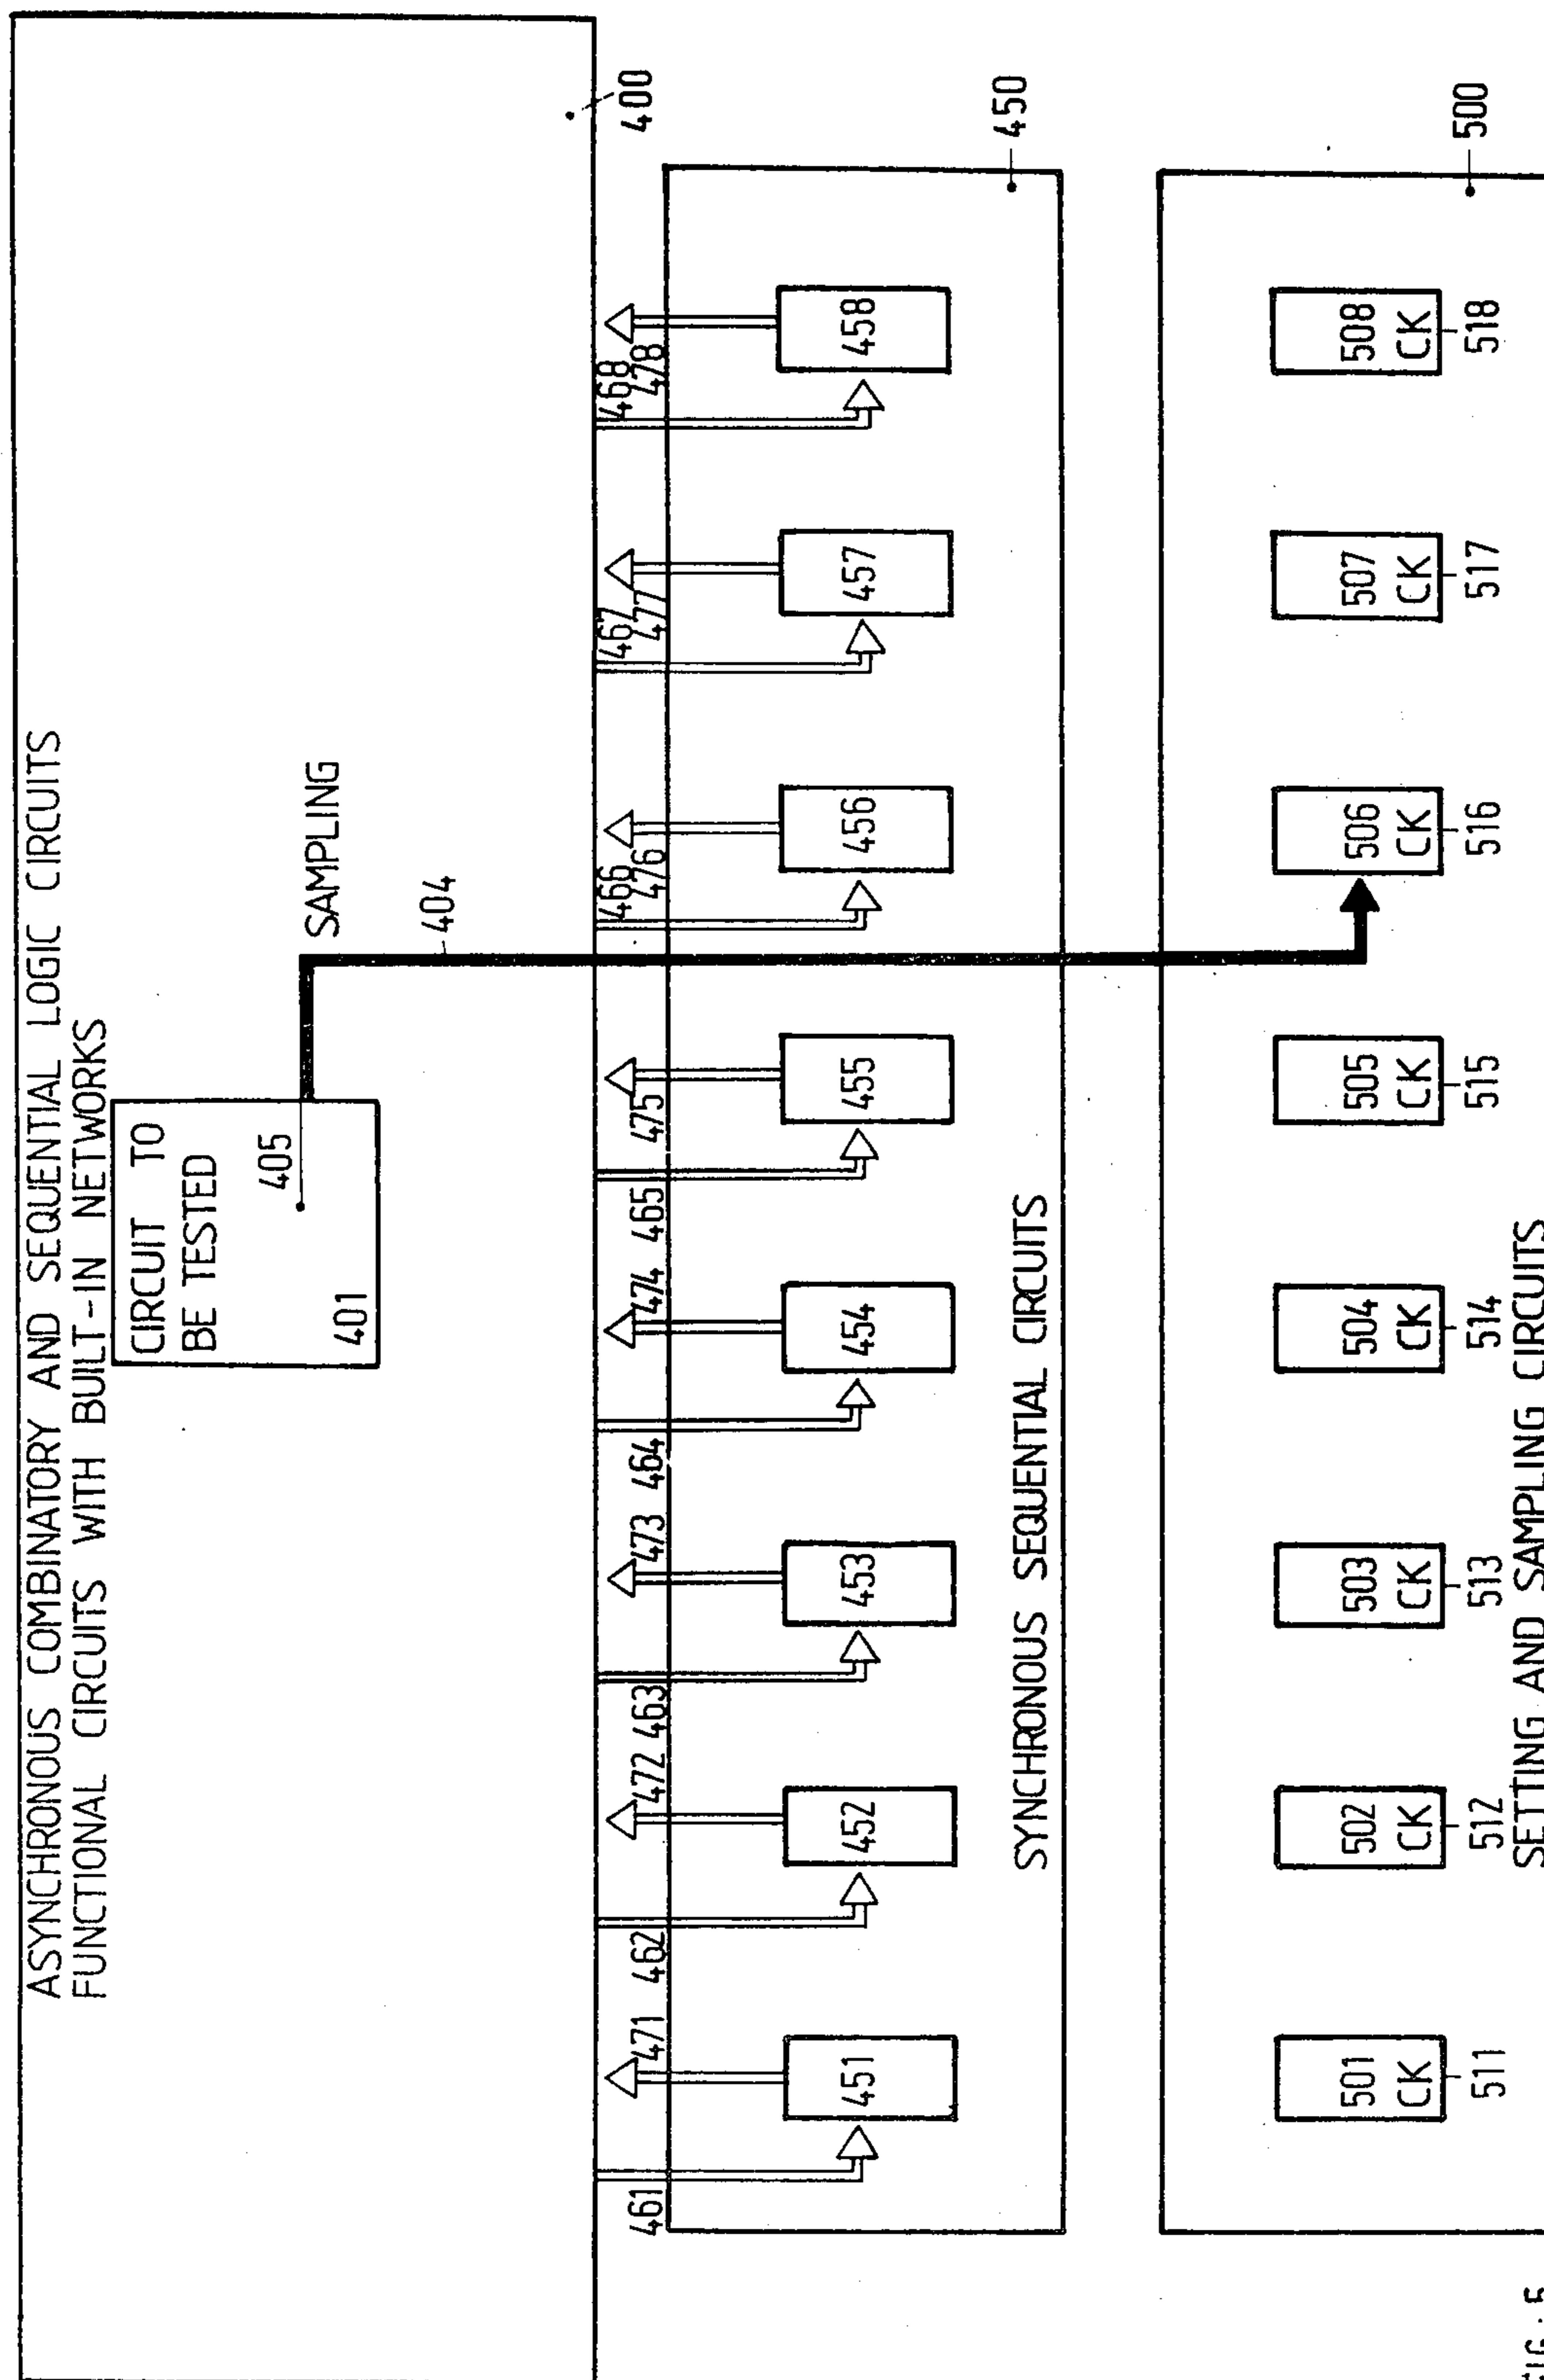 ASYNCHRONOUS COMBINATORY AND SEQUENTIAL LOGIC CIRCUITS
FUNCTIONAL CIRCUITS WITH BUILT-IN NETWORKS
CIRCUIT TO
BE TESTED
405
401
SAMPLING
404
400
461
471
462
472
463
473
464
474
465
475
466
476
467
477
468
478
451
452
453
454
455
456
457
458
SYNCHRONOUS SEQUENTIAL CIRCUITS
450
501
CK
502
CK
503
CK
504
CK
505
CK
506
CK
507
CK
508
CK
500
511
512
513
514
515
516
517
518
SETTING AND SAMPLING CIRCUITS
FIG.: 5